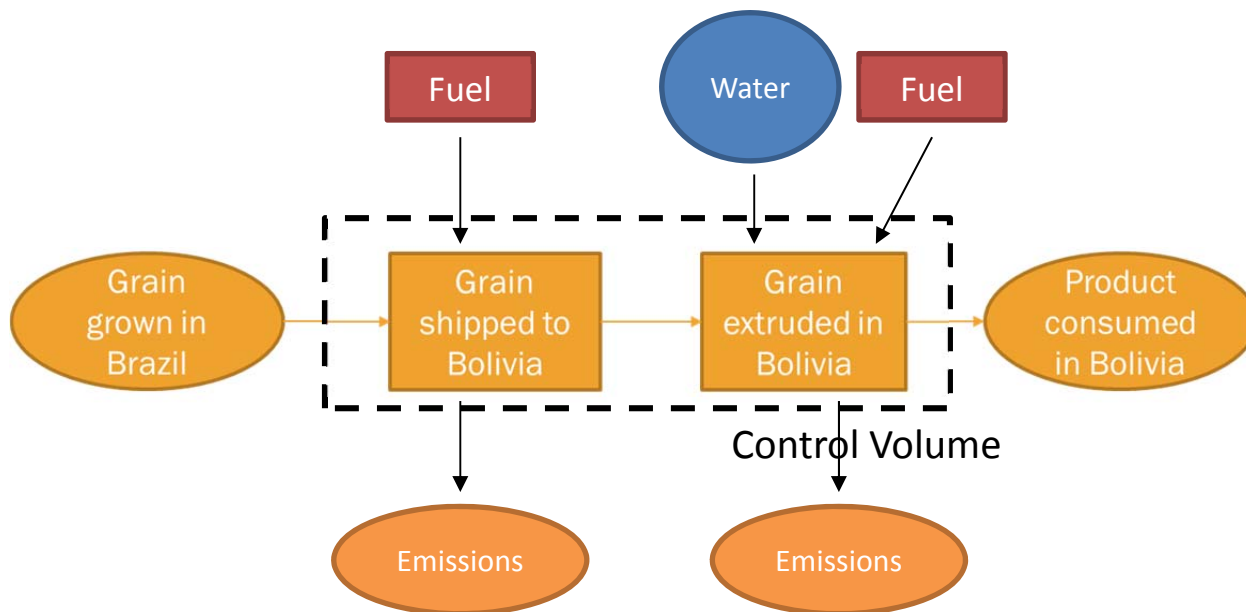 Fuel
Water
Fuel
Grain
grown in
Brazil
Grain
shipped to
Bolivia
Grain
extruded in
Bolivia
Product
consumed
in Bolivia
Control Volume
Emissions
Emissions